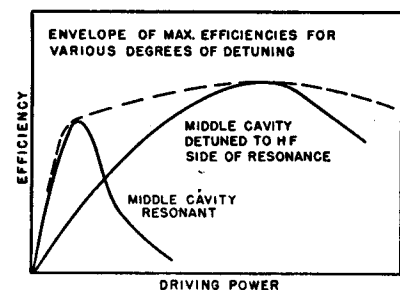 ENVELOPE OF MAX. EFFICIENCIES FOR
VARIOUS DEGREES OF DETUNING
EFFICIENCY
MIDDLE CAVITY
DETUNED TO HF
SIDE OF RESONANCE
MIDDLE CAVITY
RESONANT
DRIVING POWER